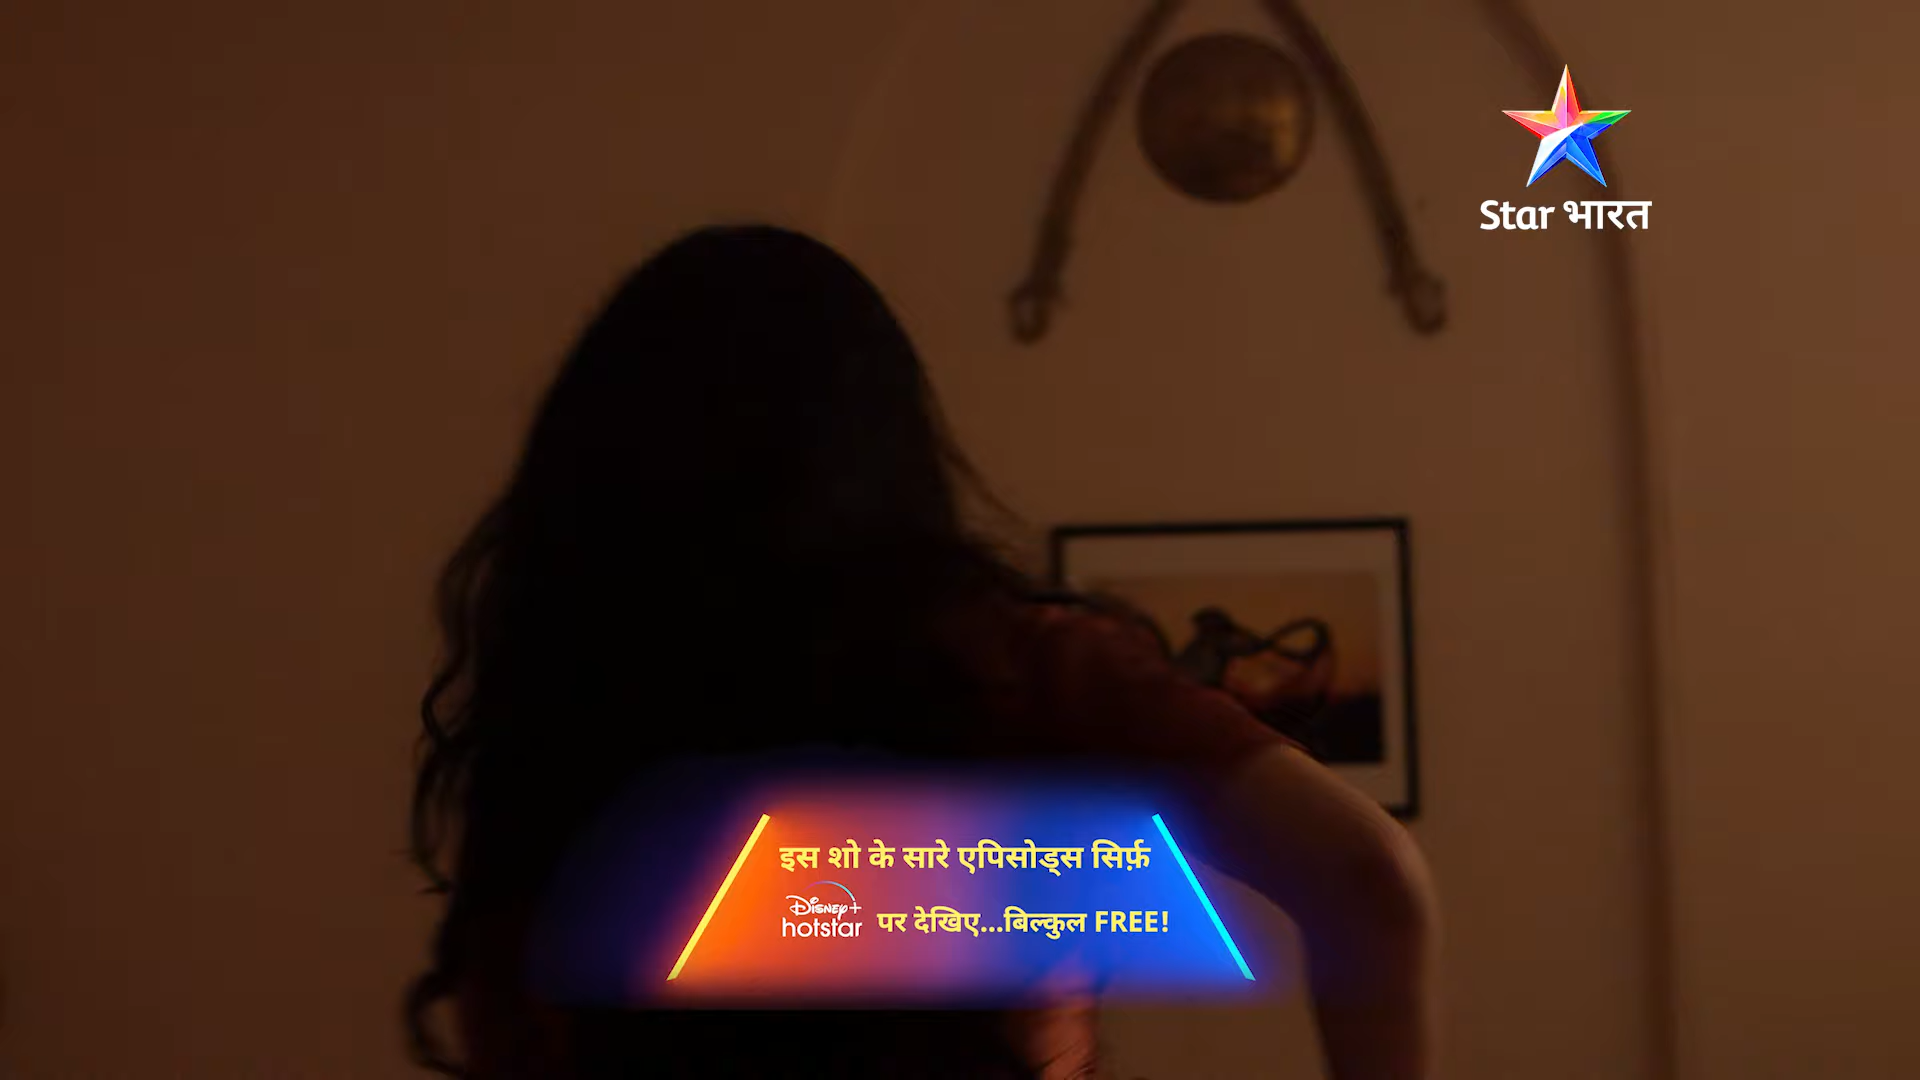 Star भारत
इस शो के सारे एपिसोड्स सिर्फ़
Disney+ hotstar पर देखिए...बिल्कुल FREE!